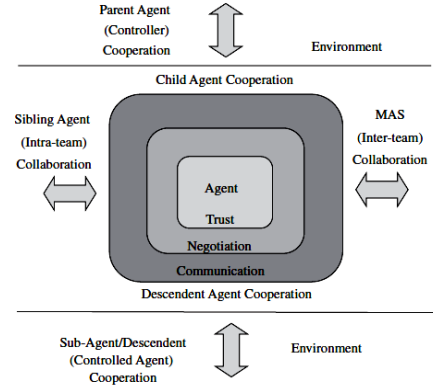 Parent Agent
(Controller)
Cooperation
Environment
Child Agent Cooperation
Sibling Agent
(Intra-team)
Collaboration
MAS
(Inter-team)
Collaboration
Agent
Trust
Negotiation
Communication
Descendent Agent Cooperation
Sub-Agent/Descendent
(Controlled Agent)
Cooperation
Environment